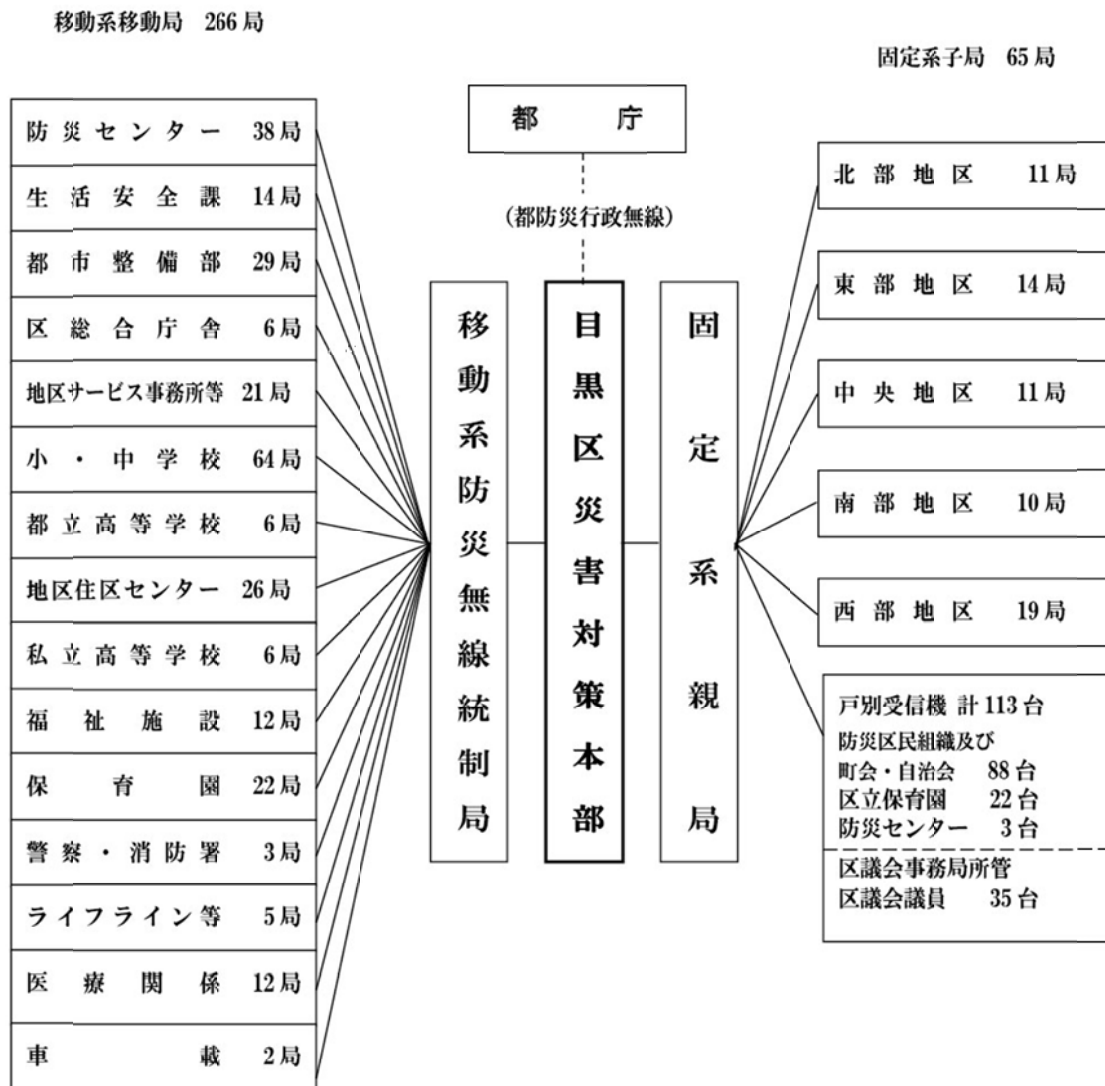 移動系移動局 266局
固定系子局 65局
防災センター 38局
生活安全課 14局
都市整備部 29局
区総合庁舎 6局
地区サービス事務所等 21局
小・中学校 64局
都立高等学校 6局
地区住区センター 26局
私立高等学校 6局
福祉施設 12局
保育園 22局
警察・消防署 3局
ライフライン等 5局
医療関係 12局
車載 2局
都庁
(都防災行政無線)
移動系防災無線統制局
目黒区災害対策本部
固定系親局
北部地区 11局
東部地区 14局
中央地区 11局
南部地区 10局
西部地区 19局
戸別受信機 計113台
防災区民組織及び
町会・自治会 88台
区立保育園 22台
防災センター 3台
区議会事務局所管
区議会議員 35台